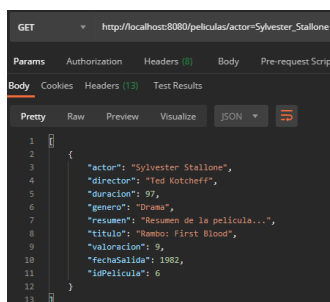 GET http://localhost:8080/peliculas/actor=Sylvester_Stallone
Params Authorization Headers (8) Body Pre-request Scrip
Body Cookies Headers (13) Test Results
Pretty Raw Preview Visualize JSON
1 [
2 {
3 "actor": "Sylvester Stallone",
4 "director": "Ted Kotcheff",
5 "duracion": 97,
6 "genero": "Drama",
7 "resumen": "Resumen de la pelicula...",
8 "titulo": "Rambo: First Blood",
9 "valoracion": 9,
10 "fechaSalida": 1982,
11 "idPelicula": 6
12 }
13 ]